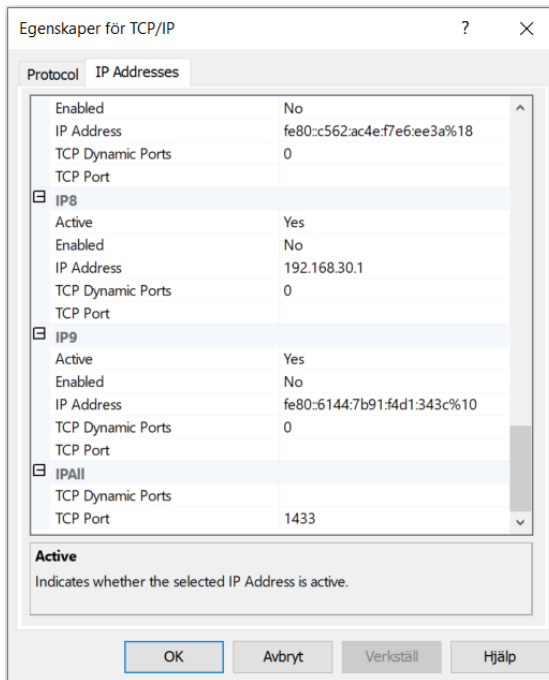 Egenskaper för TCP/IP ? ×
Protocol IP Addresses
Enabled No
IP Address fe80::c562:ac4e:f7e6:ee3a%18
TCP Dynamic Ports 0
TCP Port
IP8
Active Yes
Enabled No
IP Address 192.168.30.1
TCP Dynamic Ports 0
TCP Port
IP9
Active Yes
Enabled No
IP Address fe80::6144:7b91:f4d1:343c%10
TCP Dynamic Ports 0
TCP Port
IPAll
TCP Dynamic Ports
TCP Port 1433
Active
Indicates whether the selected IP Address is active.
OK Avbryt Verkställ Hjälp